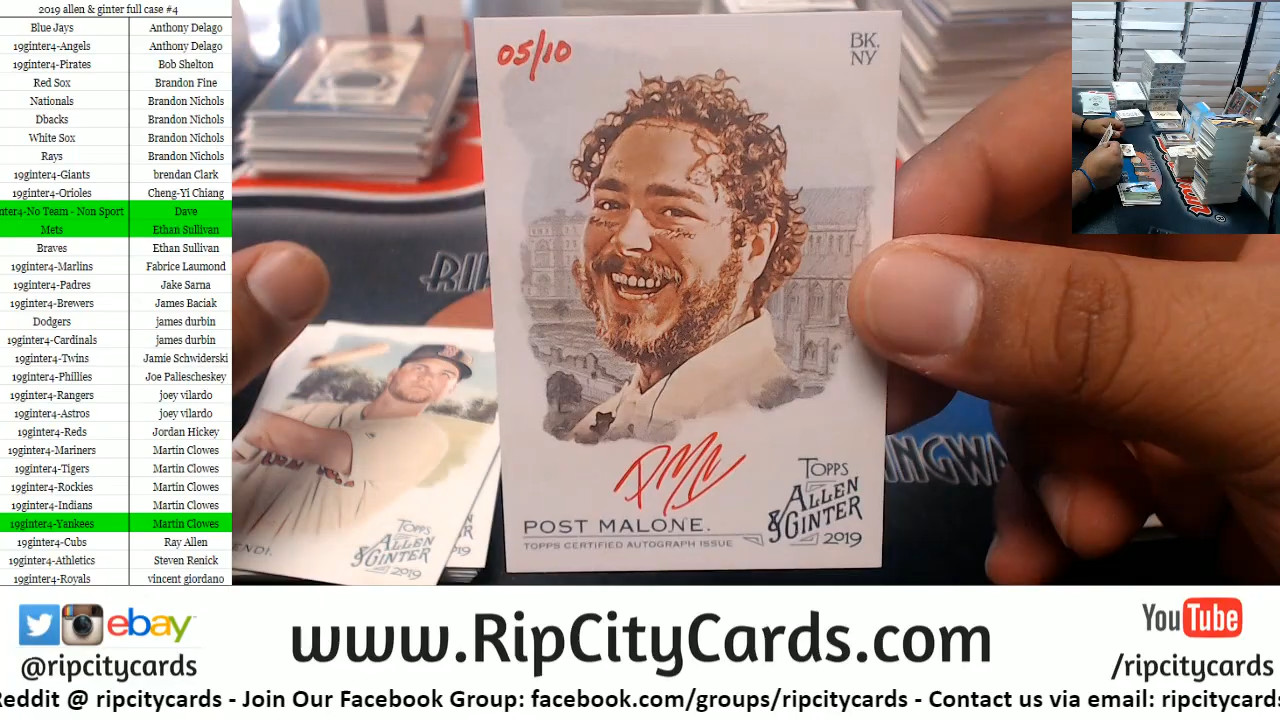 2019 allen & ginter full case #4
Blue Jays Anthony Delago
19ginter4-Angels Anthony Delago
19ginter4-Pirates Bob Shelton
Red Sox Brandon Fine
Nationals Brandon Nichols
Dbacks Brandon Nichols
White Sox Brandon Nichols
Rays Brandon Nichols
19ginter4-Giants brendan Clark
19ginter4-Orioles Cheng-Yi Chiang
nter4-No Team - Non Sport Dave
Mets Ethan Sullivan
Braves Ethan Sullivan
19ginter4-Marlins Fabrice Laumond
19ginter4-Padres Jake Sarna
19ginter4-Brewers James Baciak
Dodgers james durbin
19ginter4-Cardinals james durbin
19ginter4-Twins Jamie Schwiderski
19ginter4-Phillies Joe Paliescheskey
19ginter4-Rangers joey vilardo
19ginter4-Astros joey vilardo
19ginter4-Reds Jordan Hickey
19ginter4-Mariners Martin Clowes
19ginter4-Tigers Martin Clowes
19ginter4-Rockies Martin Clowes
19ginter4-Indians Martin Clowes
19ginter4-Yankees Martin Clowes
19ginter4-Cubs Ray Allen
19ginter4-Athletics Steven Renick
19ginter4-Royals vincent giordano
05/10
BK.
NY
POST MALONE.
TOPPS CERTIFIED AUTOGRAPH ISSUE
TOPPS
ALLEN
& GINTER
2019
ENDI.
TOPPS
ALLEN
& GINTER
2019
RI
INGWA
ebay
@ripcitycards
www.RipCityCards.com
YouTube
/ripcitycards
Reddit @ ripcitycards - Join Our Facebook Group: facebook.com/groups/ripcitycards - Contact us via email: ripcitycards